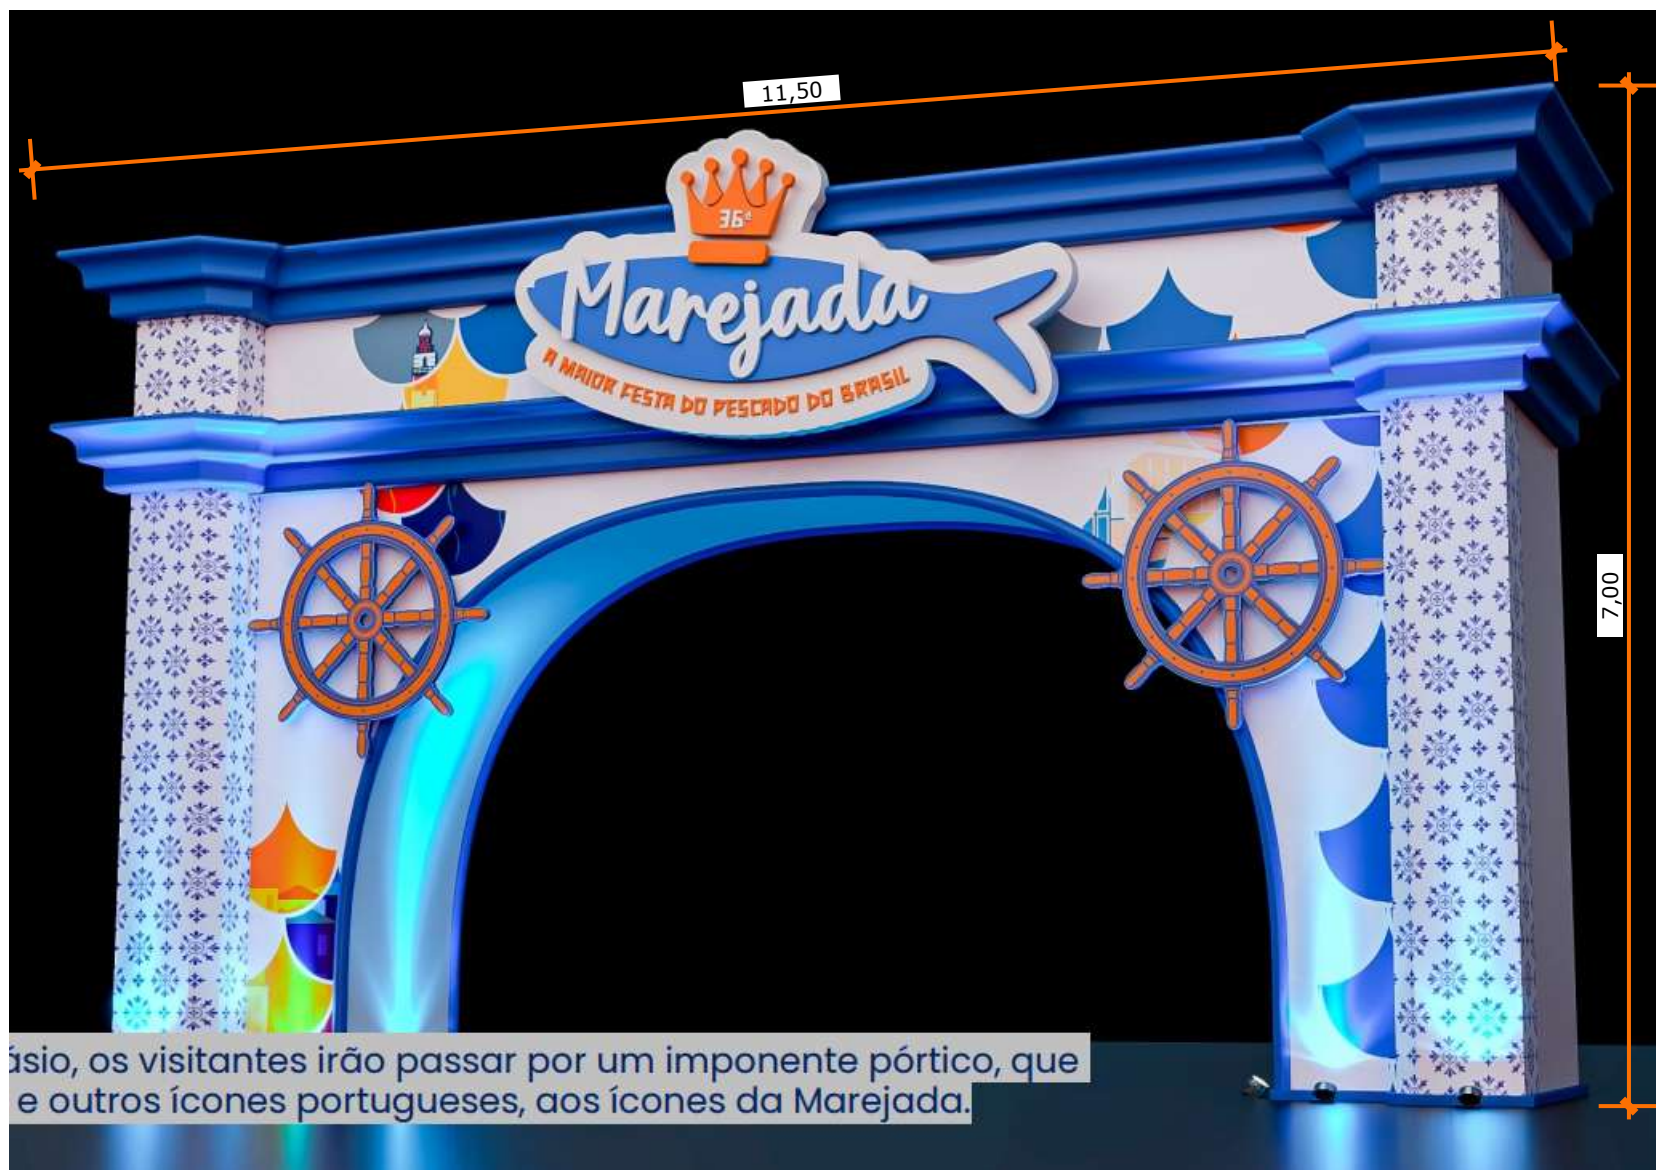 11,50
36ª
Marejada
A MAIOR FESTA DO PESCADO DO BRASIL
7,00
ásio, os visitantes irão passar por um imponente pórtico, que
e outros ícones portugueses, aos ícones da Marejada.